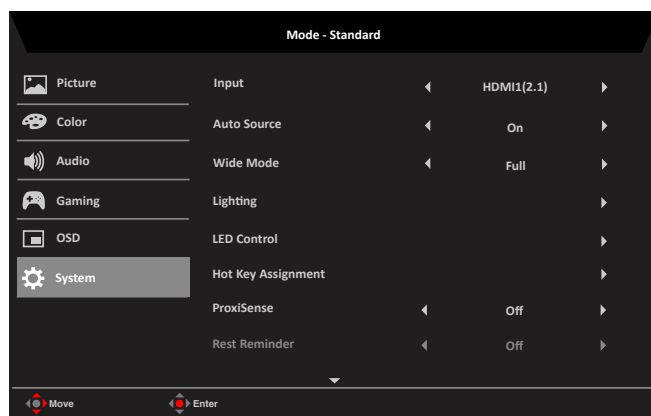 Mode - Standard
Picture
Color
Audio
Gaming
OSD
System
Input HDMI1(2.1)
Auto Source On
Wide Mode Full
Lighting
LED Control
Hot Key Assignment
ProxiSense Off
Rest Reminder Off
Move Enter